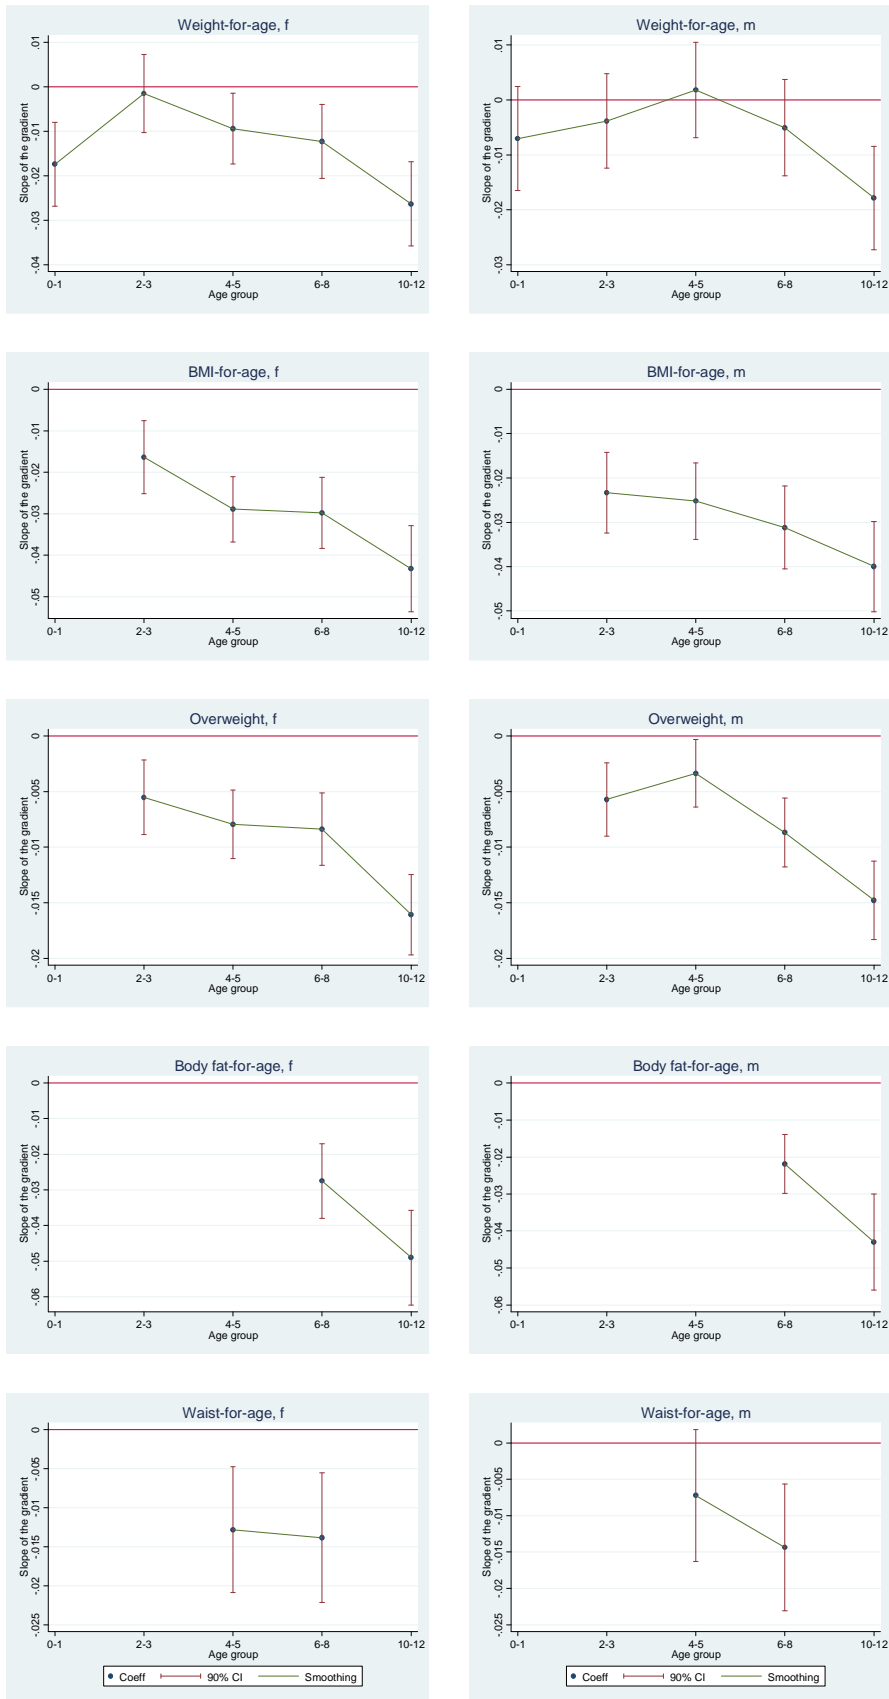 Weight-for-age, f
Slope of the gradient
.01
0
-.01
-.02
-.03
-.04
0-1 2-3 4-5 6-8 10-12
Age group
Weight-for-age, m
Slope of the gradient
.01
0
-.01
-.02
-.03
0-1 2-3 4-5 6-8 10-12
Age group
BMI-for-age, f
Slope of the gradient
0
-.01
-.02
-.03
-.04
-.05
0-1 2-3 4-5 6-8 10-12
Age group
BMI-for-age, m
Slope of the gradient
0
-.01
-.02
-.03
-.04
-.05
0-1 2-3 4-5 6-8 10-12
Age group
Overweight, f
Slope of the gradient
0
-.005
-.01
-.015
-.02
0-1 2-3 4-5 6-8 10-12
Age group
Overweight, m
Slope of the gradient
0
-.005
-.01
-.015
-.02
0-1 2-3 4-5 6-8 10-12
Age group
Body fat-for-age, f
Slope of the gradient
0
-.01
-.02
-.03
-.04
-.05
-.06
0-1 2-3 4-5 6-8 10-12
Age group
Body fat-for-age, m
Slope of the gradient
0
-.01
-.02
-.03
-.04
-.05
-.06
0-1 2-3 4-5 6-8 10-12
Age group
Waist-for-age, f
Slope of the gradient
0
-.005
-.01
-.015
-.02
-.025
0-1 2-3 4-5 6-8 10-12
Age group
Coeff 90% CI Smoothing
Waist-for-age, m
Slope of the gradient
0
-.005
-.01
-.015
-.02
-.025
0-1 2-3 4-5 6-8 10-12
Age group
Coeff 90% CI Smoothing